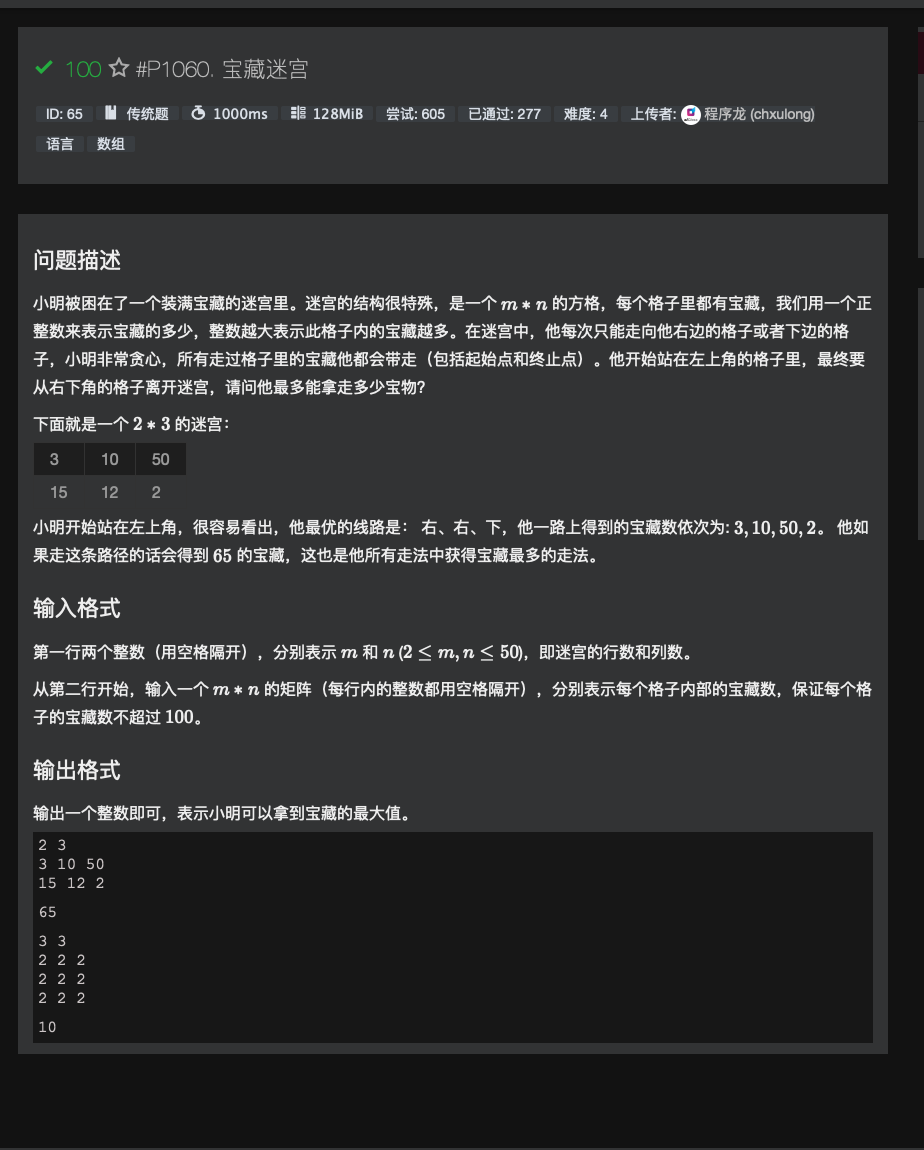 100 #P1060. 宝藏迷宫
ID: 65 传统题 1000ms 128MiB 尝试: 605 已通过: 277 难度: 4 上传者: 程序龙 (chxulong)
语言 数组
问题描述
小明被困在了一个装满宝藏的迷宫里。迷宫的结构很特殊，是一个 m * n 的方格，每个格子里都有宝藏，我们用一个正
整数来表示宝藏的多少，整数越大表示此格子内的宝藏越多。在迷宫中，他每次只能走向他右边的格子或者下边的格
子，小明非常贪心，所有走过格子里的宝藏他都会带走（包括起始点和终止点）。他开始站在左上角的格子里，最终要
从右下角的格子离开迷宫，请问他最多能拿走多少宝物？
下面就是一个 2 * 3 的迷宫：
3 10 50
15 12 2
小明开始站在左上角，很容易看出，他最优的线路是： 右、右、下，他一路上得到的宝藏数依次为: 3, 10, 50, 2。 他如
果走这条路径的话会得到 65 的宝藏，这也是他所有走法中获得宝藏最多的走法。
输入格式
第一行两个整数（用空格隔开），分别表示 m 和 n (2 ≤ m, n ≤ 50)，即迷宫的行数和列数。
从第二行开始，输入一个 m * n 的矩阵（每行内的整数都用空格隔开），分别表示每个格子内部的宝藏数，保证每个格
子的宝藏数不超过 100。
输出格式
输出一个整数即可，表示小明可以拿到宝藏的最大值。
2 3
3 10 50
15 12 2
65
3 3
2 2 2
2 2 2
2 2 2
10